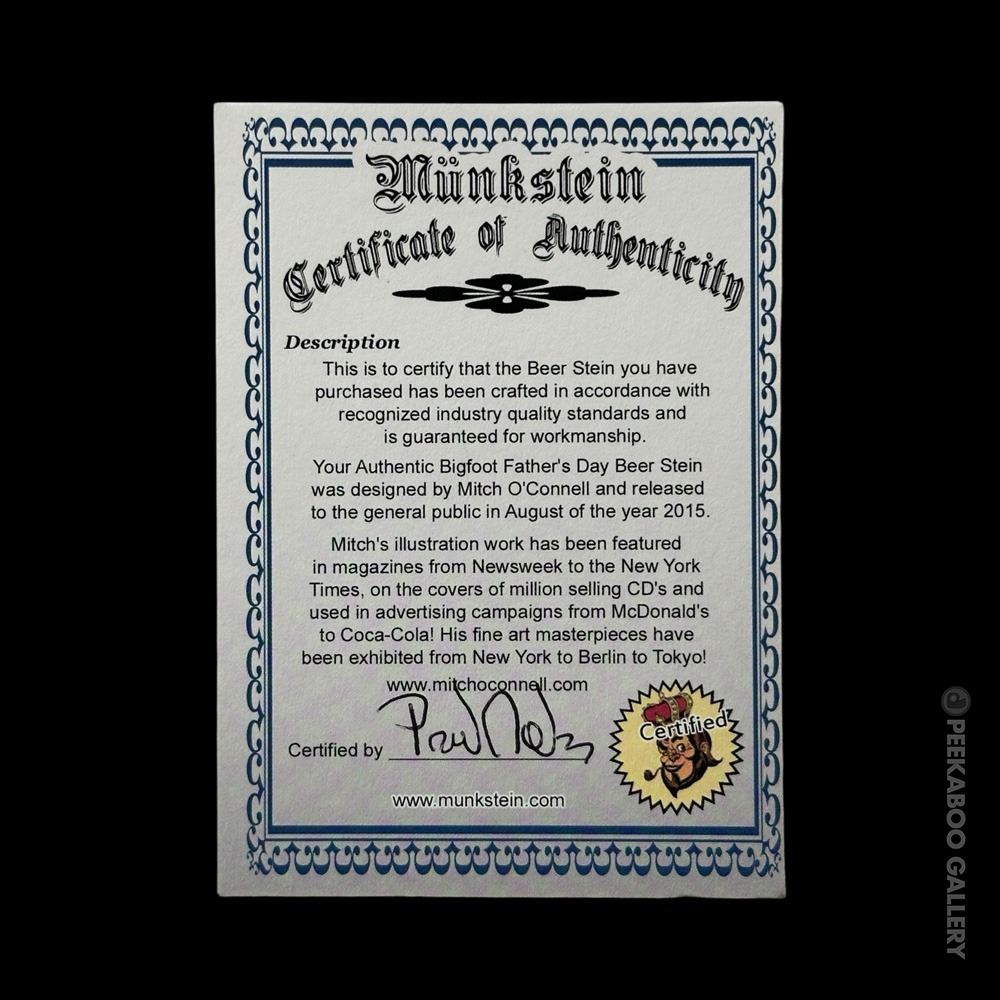 Münkstein
Certificate of Authenticity
Description
This is to certify that the Beer Stein you have
purchased has been crafted in accordance with
recognized industry quality standards and
is guaranteed for workmanship.
Your Authentic Bigfoot Father's Day Beer Stein
was designed by Mitch O'Connell and released
to the general public in August of the year 2015.
Mitch's illustration work has been featured
in magazines from Newsweek to the New York
Times, on the covers of million selling CD's and
used in advertising campaigns from McDonald's
to Coca-Cola! His fine art masterpieces have
been exhibited from New York to Berlin to Tokyo!
www.mitchoconnell.com
Certified by
Certified
www.munkstein.com
PEEKABOO GALLERY